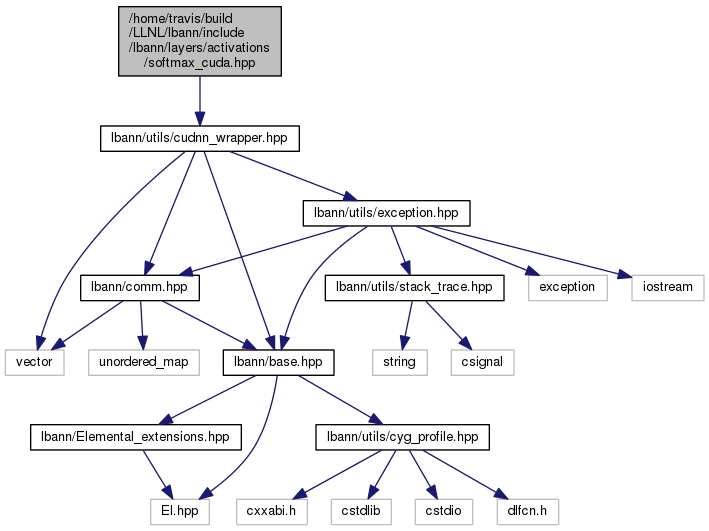 /home/travis/build
/LLNL/lbann/include
/lbann/layers/activations
/softmax_cuda.hpp
lbann/utils/cudnn_wrapper.hpp
lbann/utils/exception.hpp
lbann/comm.hpp
lbann/utils/stack_trace.hpp
exception
iostream
vector
unordered_map
lbann/base.hpp
string
csignal
lbann/Elemental_extensions.hpp
lbann/utils/cyg_profile.hpp
El.hpp
cxxabi.h
cstdlib
cstdio
dlfcn.h